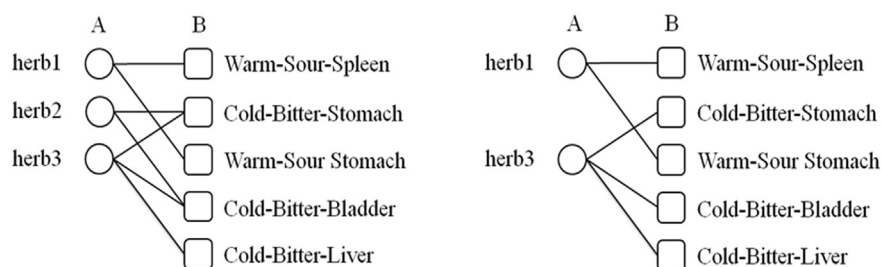 A B
herb1 Warm-Sour-Spleen
herb2 Cold-Bitter-Stomach
herb3 Warm-Sour Stomach
Cold-Bitter-Bladder
Cold-Bitter-Liver
A B
herb1 Warm-Sour-Spleen
Cold-Bitter-Stomach
herb3 Warm-Sour Stomach
Cold-Bitter-Bladder
Cold-Bitter-Liver